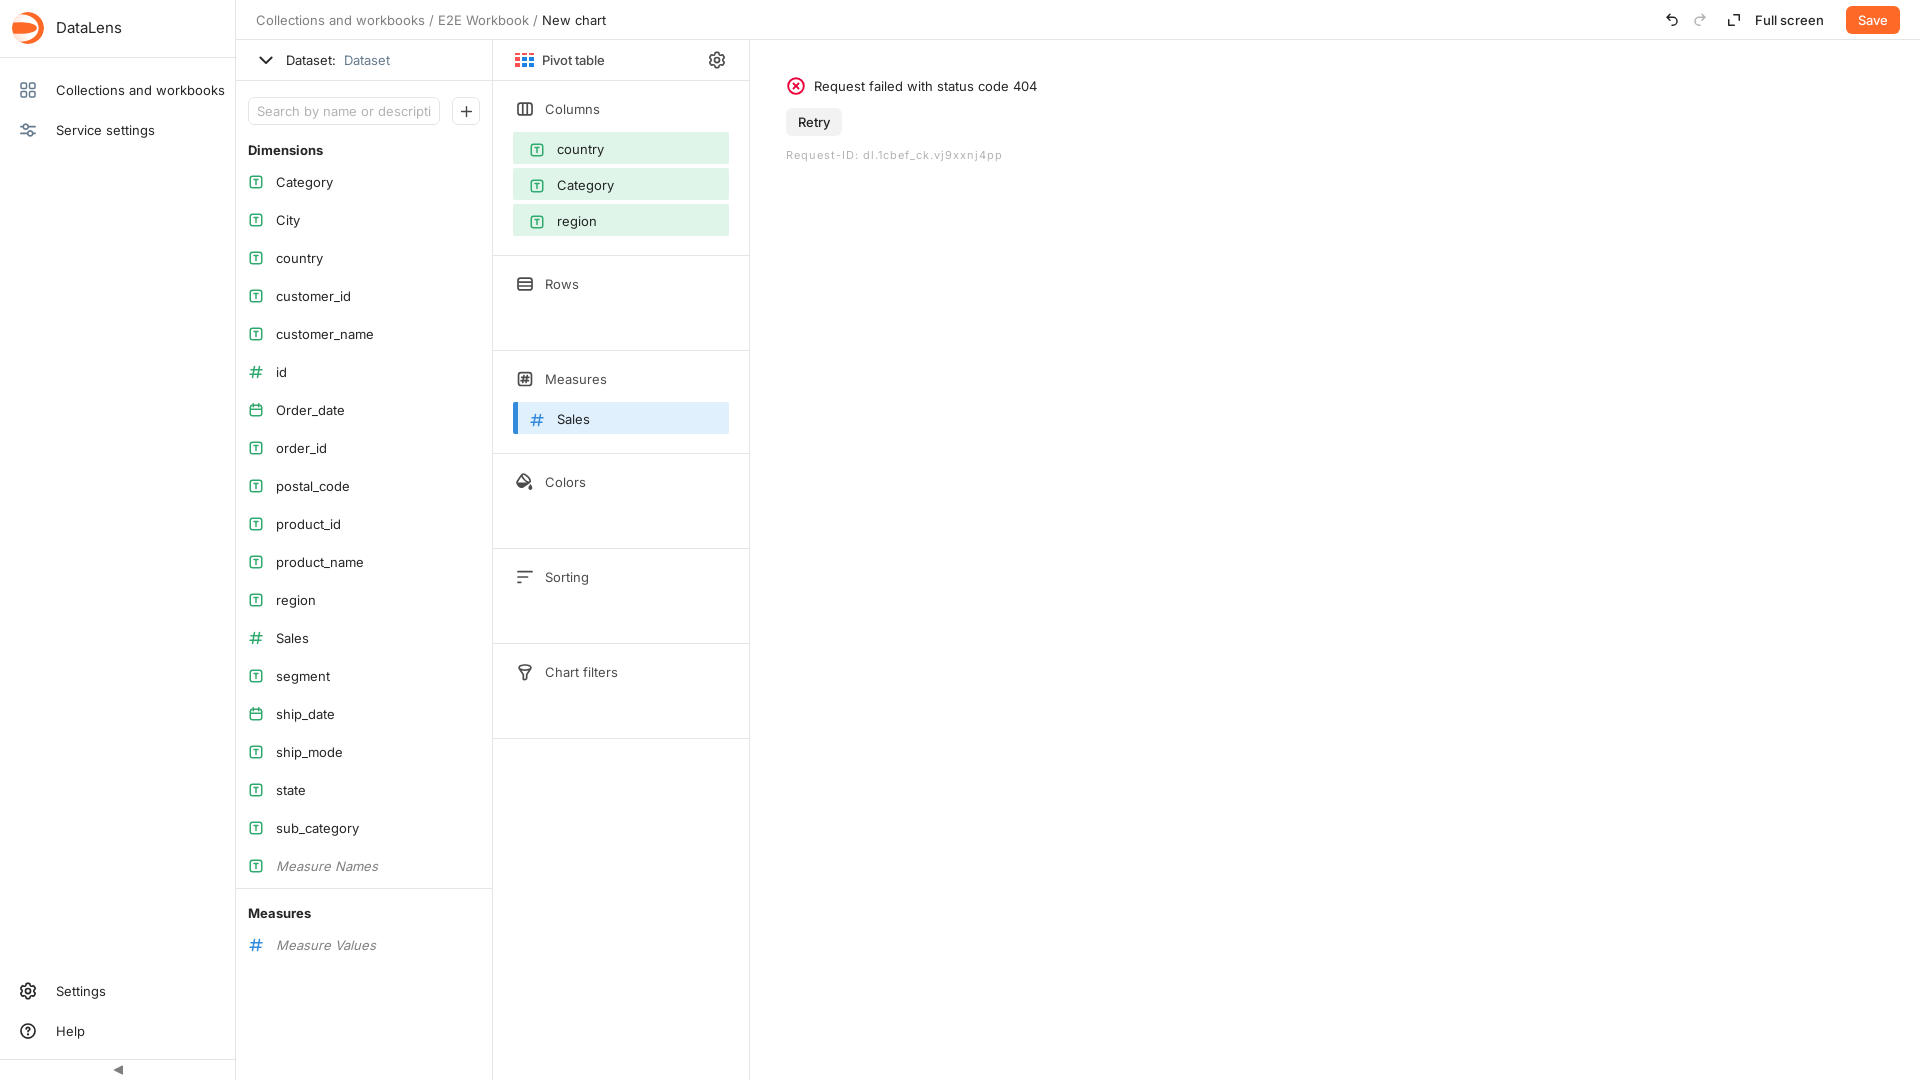 DataLens
Collections and workbooks
Service settings
Settings
Help
Collections and workbooks / E2E Workbook / New chart
Full screen
Save
Dataset: Dataset
Search by name or descripti
Dimensions
Category
City
country
customer_id
customer_name
id
Order_date
order_id
postal_code
product_id
product_name
region
Sales
segment
ship_date
ship_mode
state
sub_category
Measure Names
Measures
Measure Values
Pivot table
Columns
country
Category
region
Rows
Measures
Sales
Colors
Sorting
Chart filters
Request failed with status code 404
Retry
Request-ID: dl.1cbef_ck.vj9xxnj4pp